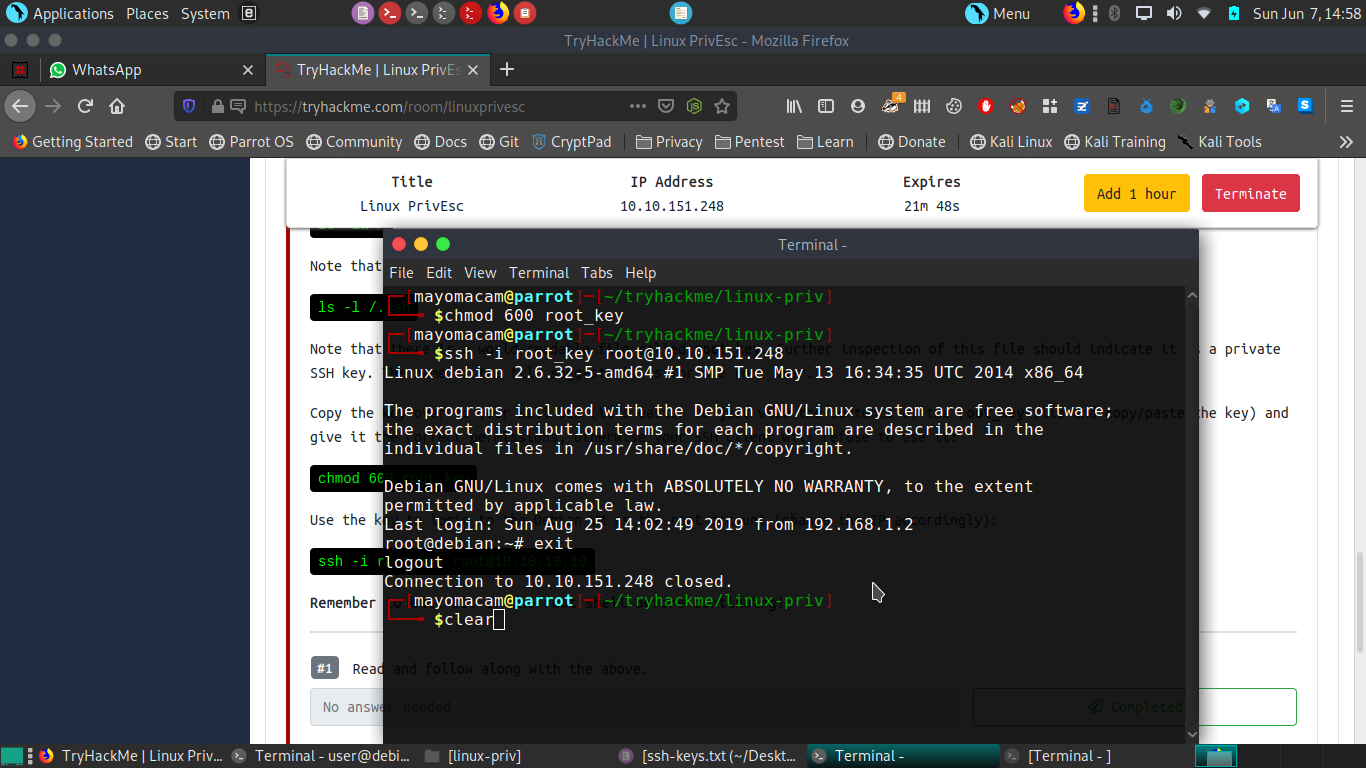 Applications Places System
Menu
Sun Jun 7, 14:58
TryHackMe | Linux PrivEsc - Mozilla Firefox
WhatsApp
TryHackMe | Linux PrivEs
https://tryhackme.com/room/linuxprivesc
4
Getting Started Start Parrot OS Community Docs Git CryptPad Privacy Pentest Learn Donate Kali Linux Kali Training Kali Tools
Title IP Address Expires
Linux PrivEsc 10.10.151.248 21m 48s
Add 1 hour
Terminate
Note that
ls -l /.
Note that
further inspection of this file should indicate it
s a private
SSH key.
Copy the
the key) and
give it
chmod 600
Use the k
accordingly):
ssh -i r
Remember
#1 Read and follow along with the above.
No answer needed
Completed
Terminal -
File Edit View Terminal Tabs Help
[mayomacam@parrot]-[~/tryhackme/linux-priv]
$chmod 600 root_key
[mayomacam@parrot]-[~/tryhackme/linux-priv]
$ssh -i root_key root@10.10.151.248
Linux debian 2.6.32-5-amd64 #1 SMP Tue May 13 16:34:35 UTC 2014 x86_64
The programs included with the Debian GNU/Linux system are free software;
the exact distribution terms for each program are described in the
individual files in /usr/share/doc/*/copyright.
Debian GNU/Linux comes with ABSOLUTELY NO WARRANTY, to the extent
permitted by applicable law.
Last login: Sun Aug 25 14:02:49 2019 from 192.168.1.2
root@debian:~# exit
logout
Connection to 10.10.151.248 closed.
[mayomacam@parrot]-[~/tryhackme/linux-priv]
$clear
TryHackMe | Linux Priv...
Terminal - user@debi...
[linux-priv]
[ssh-keys.txt (~/Deskt...
Terminal -
[Terminal - ]